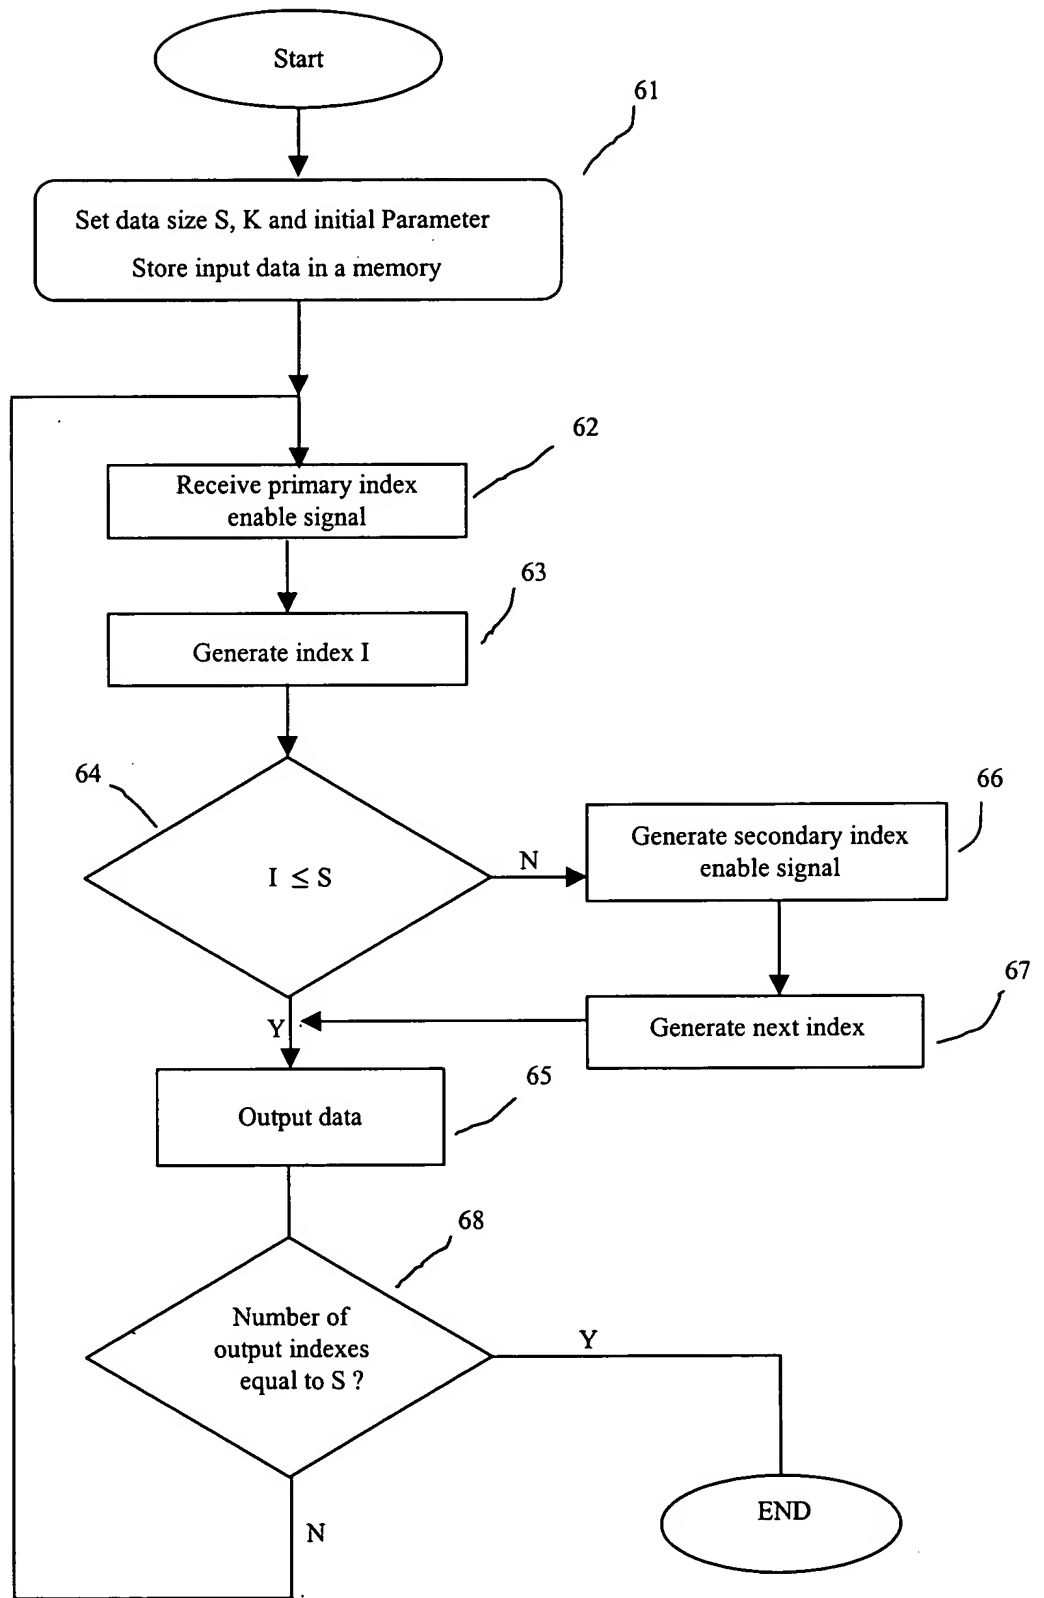 Start
61
Set data size S, K and initial Parameter
Store input data in a memory
62
Receive primary index
enable signal
63
Generate index I
64
I ≤ S
N
66
Generate secondary index
enable signal
67
Generate next index
Y
65
Output data
68
Number of
output indexes
equal to S ?
Y
END
N